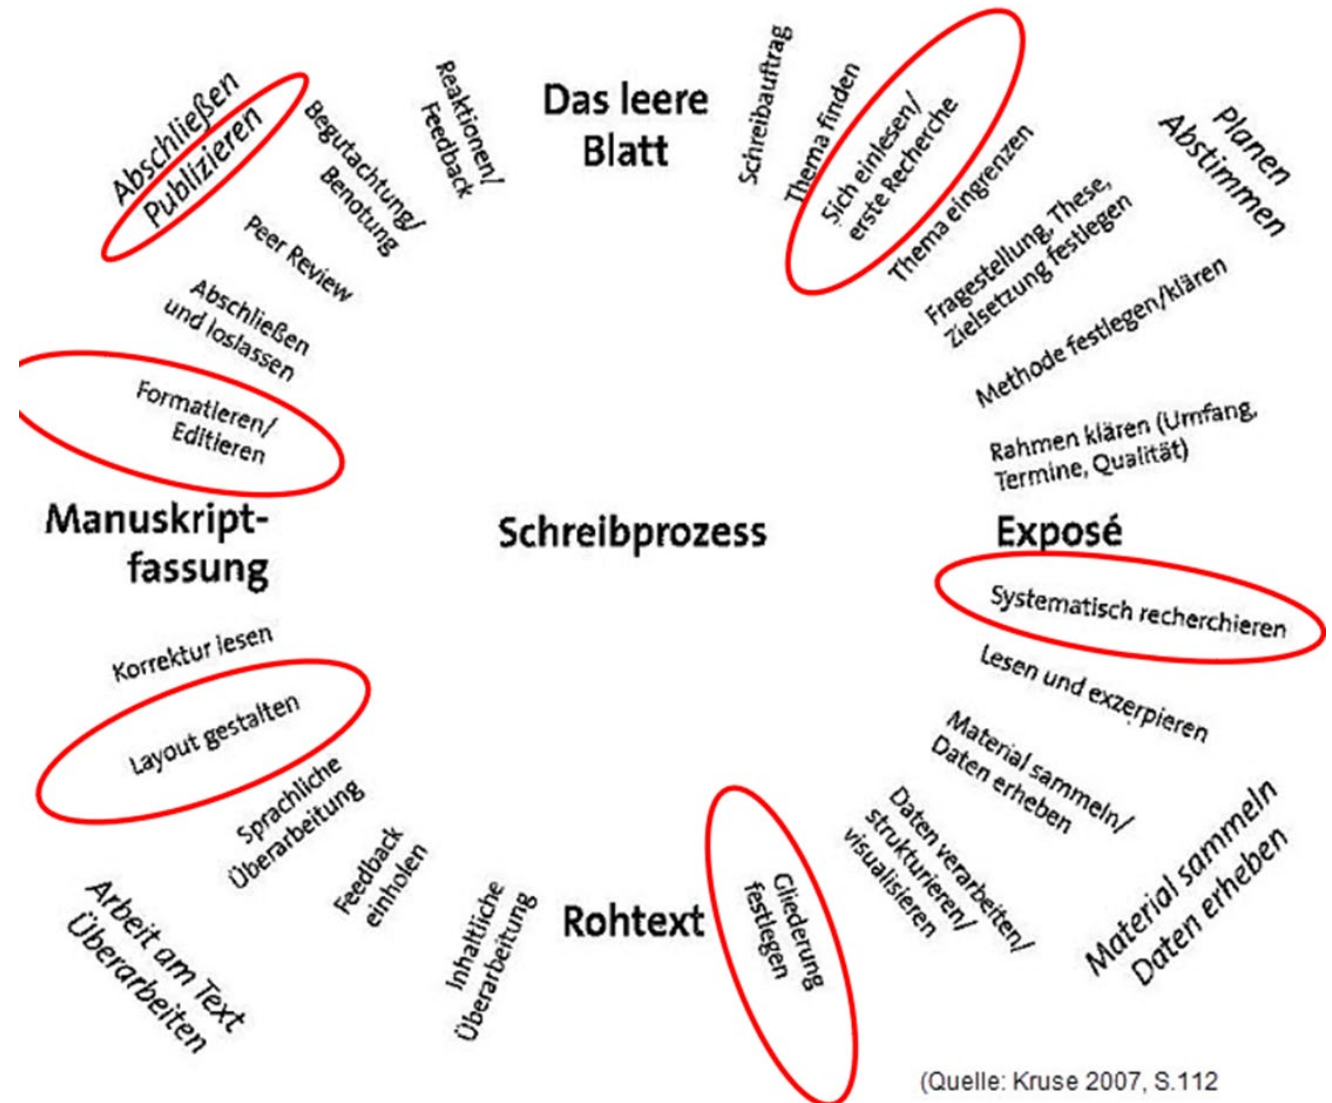 Das leere
Blatt
Schreibauftrag
Thema finden
Sich einlesen/
erste Recherche
Thema eingrenzen
Fragestellung, These,
Zielsetzung festlegen
Planen
Abstimmen
Methode festlegen/klären
Rahmen klären (Umfang,
Termine, Qualität)
Exposé
Systematisch recherchieren
Lesen und exzerpieren
Material sammeln/
Daten erheben
Daten verarbeiten/
strukturieren/
visualisieren
Material sammeln
Daten erheben
Gliederung
festlegen
Rohtext
Inhaltliche
Überarbeitung
Feedback
einholen
Sprachliche
Überarbeitung
Arbeit am Text
Überarbeiten
Layout gestalten
Korrektur lesen
Manuskript-
fassung
Formatieren/
Editieren
Abschließen
und loslassen
Peer Review
Abschließen
Publizieren
Begutachtung/
Benotung
Reaktionen/
Feedback
Schreibprozess
(Quelle: Kruse 2007, S.112